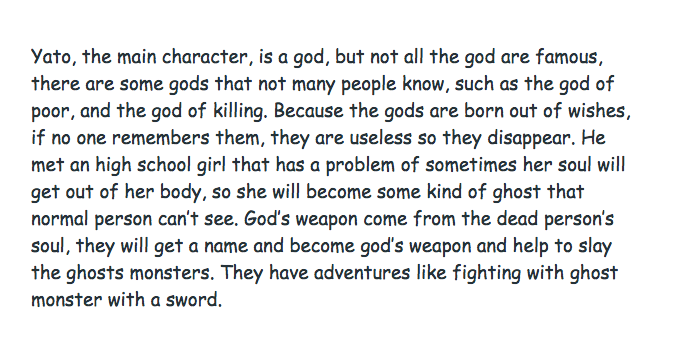 Yato, the main character, is a god, but not all the god are famous,
there are some gods that not many people know, such as the god of
poor, and the god of killing. Because the gods are born out of wishes,
if no one remembers them, they are useless so they disappear. He
met an high school girl that has a problem of sometimes her soul will
get out of her body, so she will become some kind of ghost that
normal person can't see. God's weapon come from the dead person's
soul, they will get a name and become god's weapon and help to slay
the ghosts monsters. They have adventures like fighting with ghost
monster with a sword.